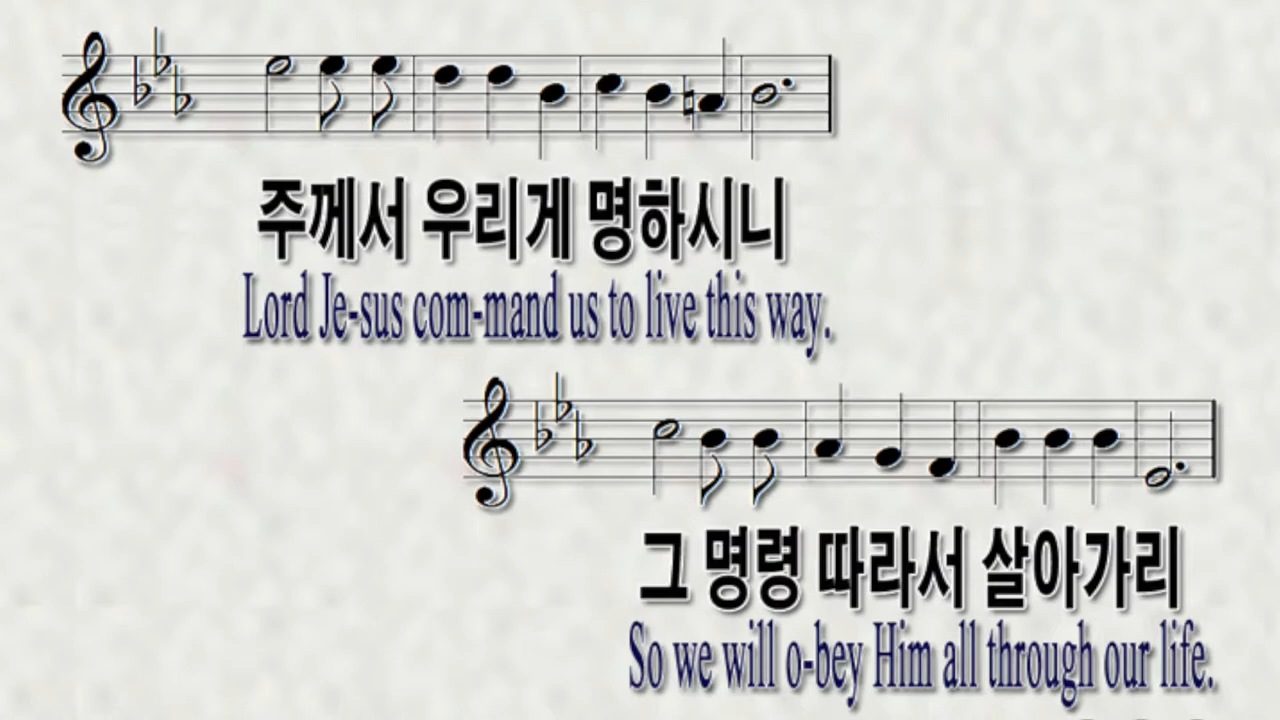 주께서 우리게 명하시니
Lord Je-sus com-mand us to live this way.
그 명령 따라서 살아가리
So we will o-bey Him all through our life.